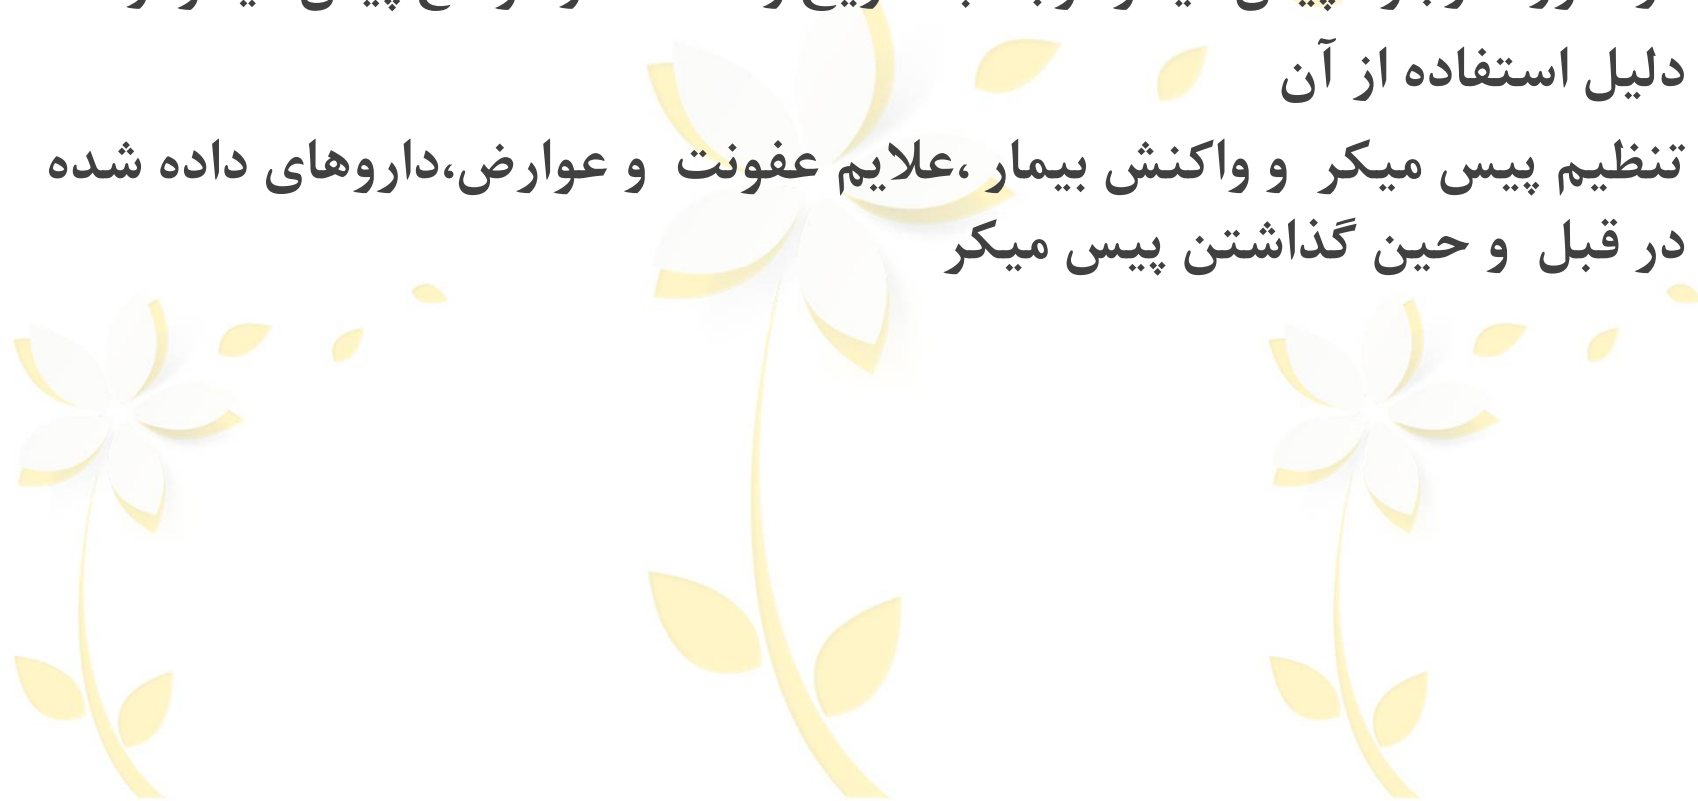 دلیل استفاده از آن
تنظیم پیس میکر و واکنش بیمار ،علایم عفونت و عوارض،داروهای داده شده
در قبل و حین گذاشتن پیس میکر